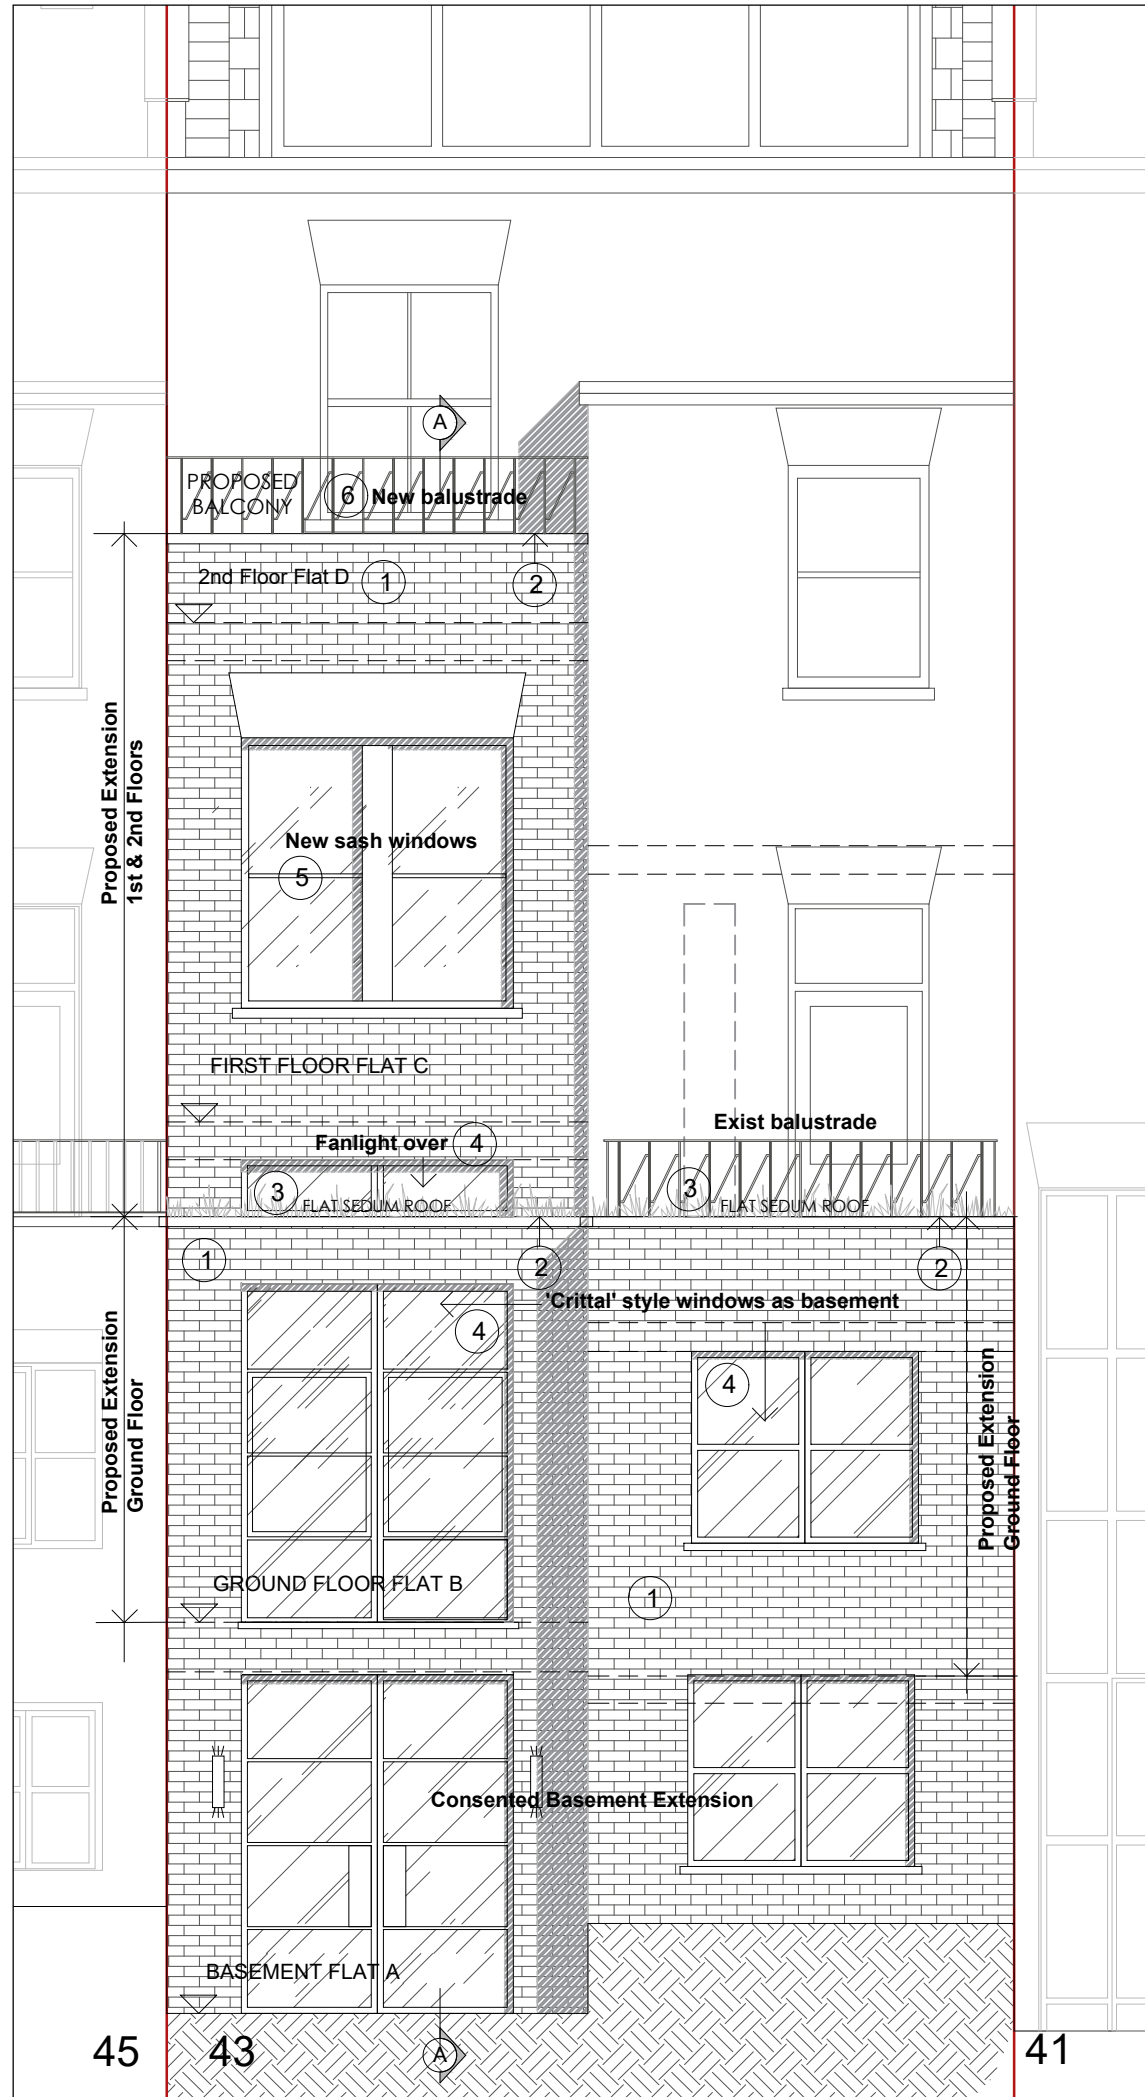 A
PROPOSED
BALCONY
6
New balustrade
2nd Floor Flat D
1
2
Proposed Extension
1st & 2nd Floors
New sash windows
5
FIRST FLOOR FLAT C
Exist balustrade
Fanlight over
4
3
FLAT SEDUM ROOF
3
FLAT SEDUM ROOF
1
2
2
'Crittal' style windows as basement
4
4
Proposed Extension
Ground Floor
Proposed Extension
Ground Floor
GROUND FLOOR FLAT B
1
Consented Basement Extension
BASEMENT FLAT A
45
43
A
41